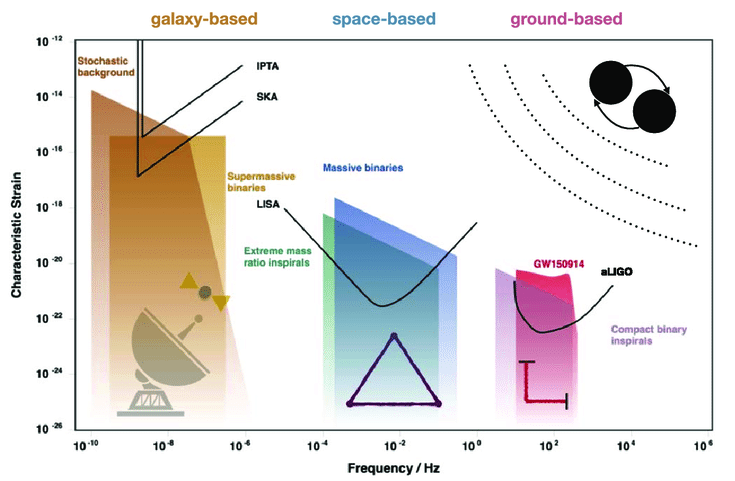 galaxy-based space-based ground-based
10^-12
10^-14
10^-16
10^-18
10^-20
10^-22
10^-24
10^-26
Characteristic Strain
Stochastic
background
IPTA
SKA
Supermassive
binaries
LISA
Massive binaries
Extreme mass
ratio inspirals
GW150914
aLIGO
Compact binary
inspirals
10^-10 10^-8 10^-6 10^-4 10^-2 10^0 10^2 10^4 10^6
Frequency / Hz